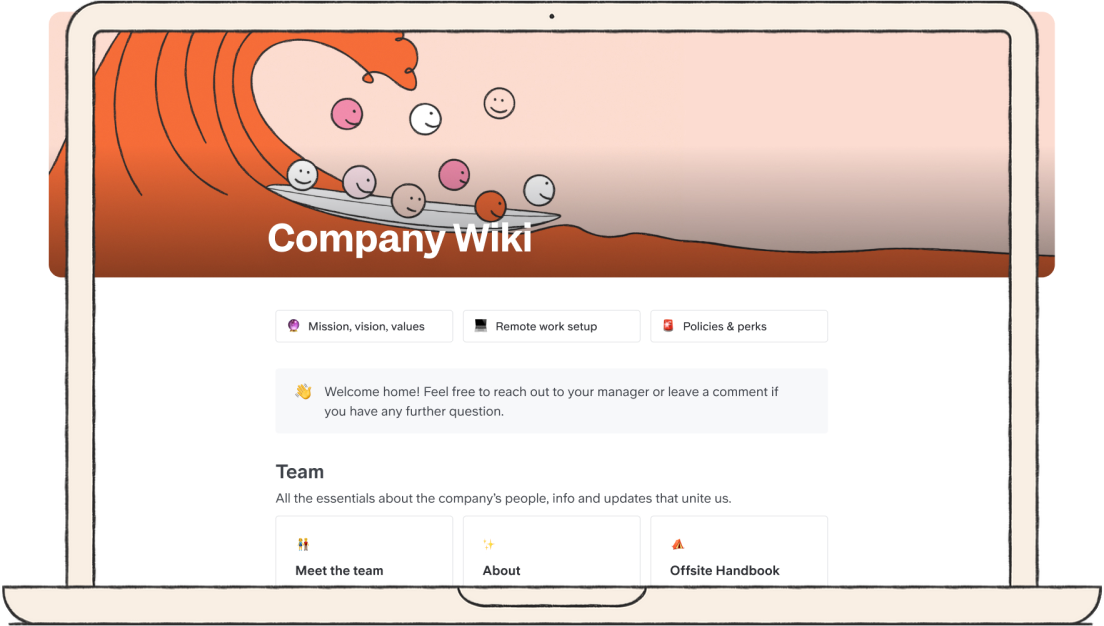 Company Wiki
Mission, vision, values
Remote work setup
Policies & perks
Welcome home! Feel free to reach out to your manager or leave a comment if
you have any further question.
Team
All the essentials about the company's people, info and updates that unite us.
Meet the team
About
Offsite Handbook